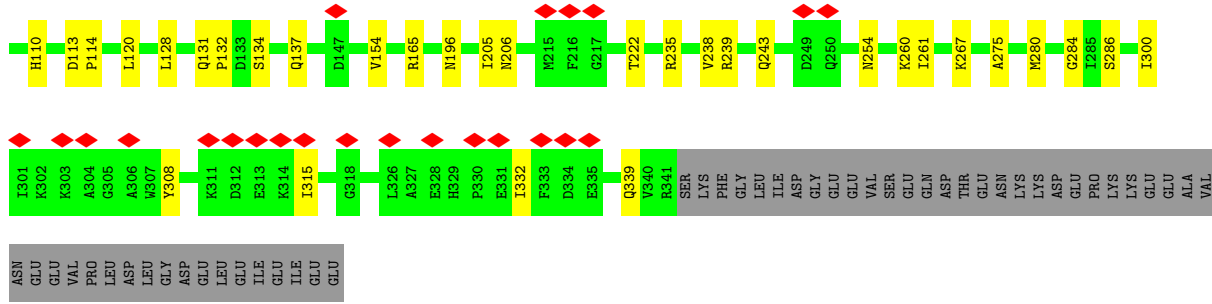 H110 D113 P114 L120 L128 Q131 P132 D133 S134 Q137 D147 V154 R165 N196 I205 N206 M215 F216 G217 T222 R235 V238 R239 Q243 D249 Q250 N254 K260 I261 K267 A275 M280 G284 I285 S286 I300
I301 K302 K303 A304 G305 A306 W307 Y308 K311 D312 E313 K314 I315 G318 L326 A327 E328 H329 P330 E331 I332 F333 D334 E335 Q339 V340 R341 SER LYS PHE GLY LEU ILE ASP GLY GLU GLU VAL SER GLU GLN ASP THR GLU ASN LYS LYS ASP GLU PRO LYS LYS GLU GLU ALA VAL
ASN GLU GLU VAL PRO LEU ASP LEU GLY ASP GLU LEU GLU ILE GLU ILE GLU GLU